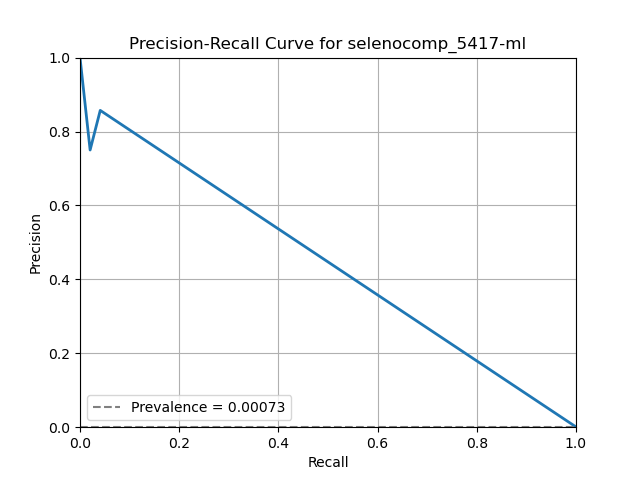 Precision-Recall Curve for selenocomp_5417-ml
1.0
0.8
0.6
0.4
0.2
0.0
Precision
Prevalence = 0.00073
0.0 0.2 0.4 0.6 0.8 1.0
Recall